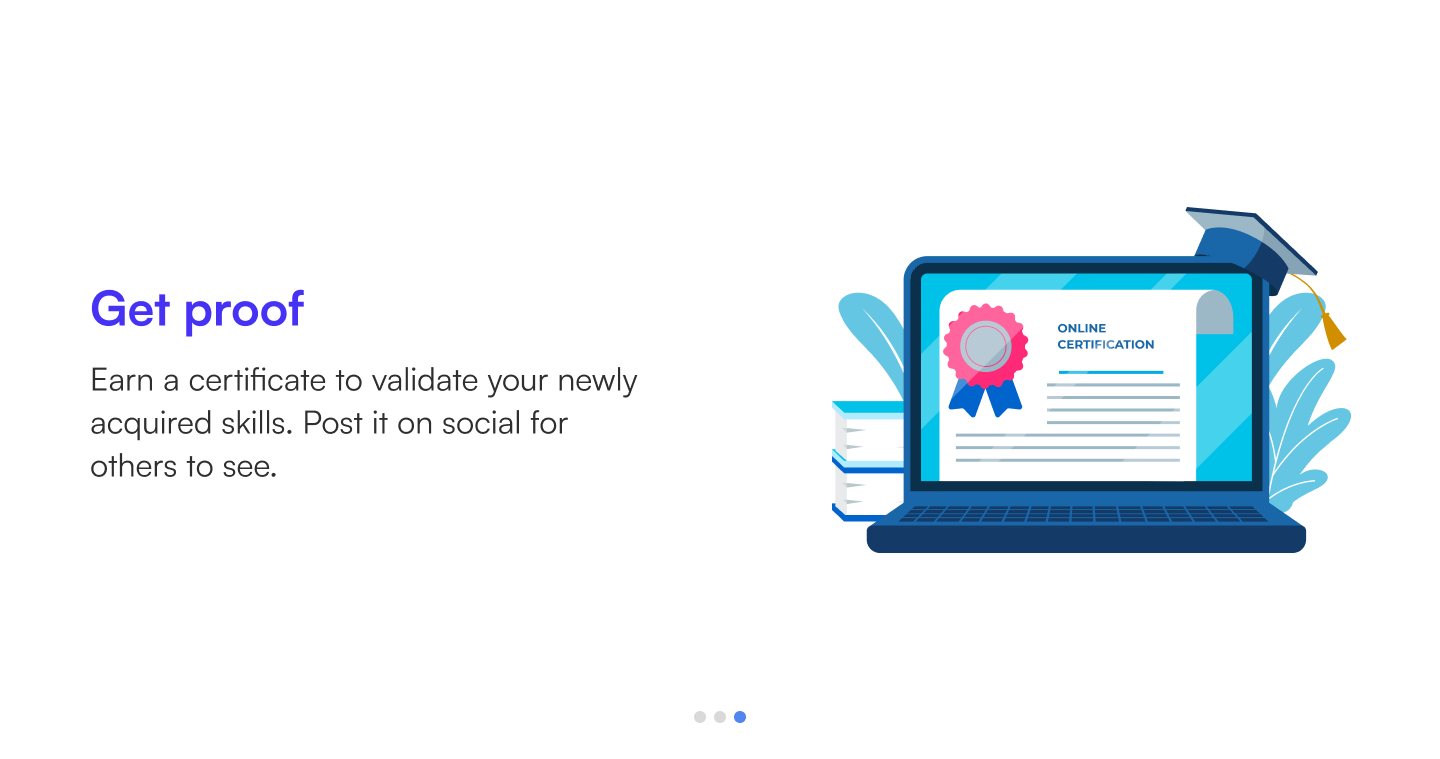 Get proof
Earn a certificate to validate your newly
acquired skills. Post it on social for
others to see.
ONLINE
CERTIFICATION